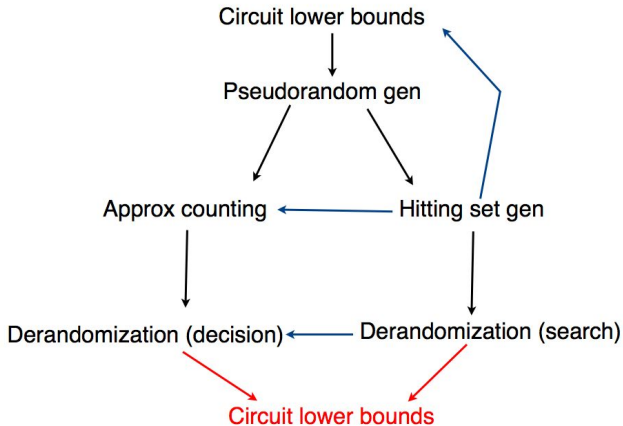 Circuit lower bounds
Pseudorandom gen
Approx counting
Hitting set gen
Derandomization (decision)
Derandomization (search)
Circuit lower bounds